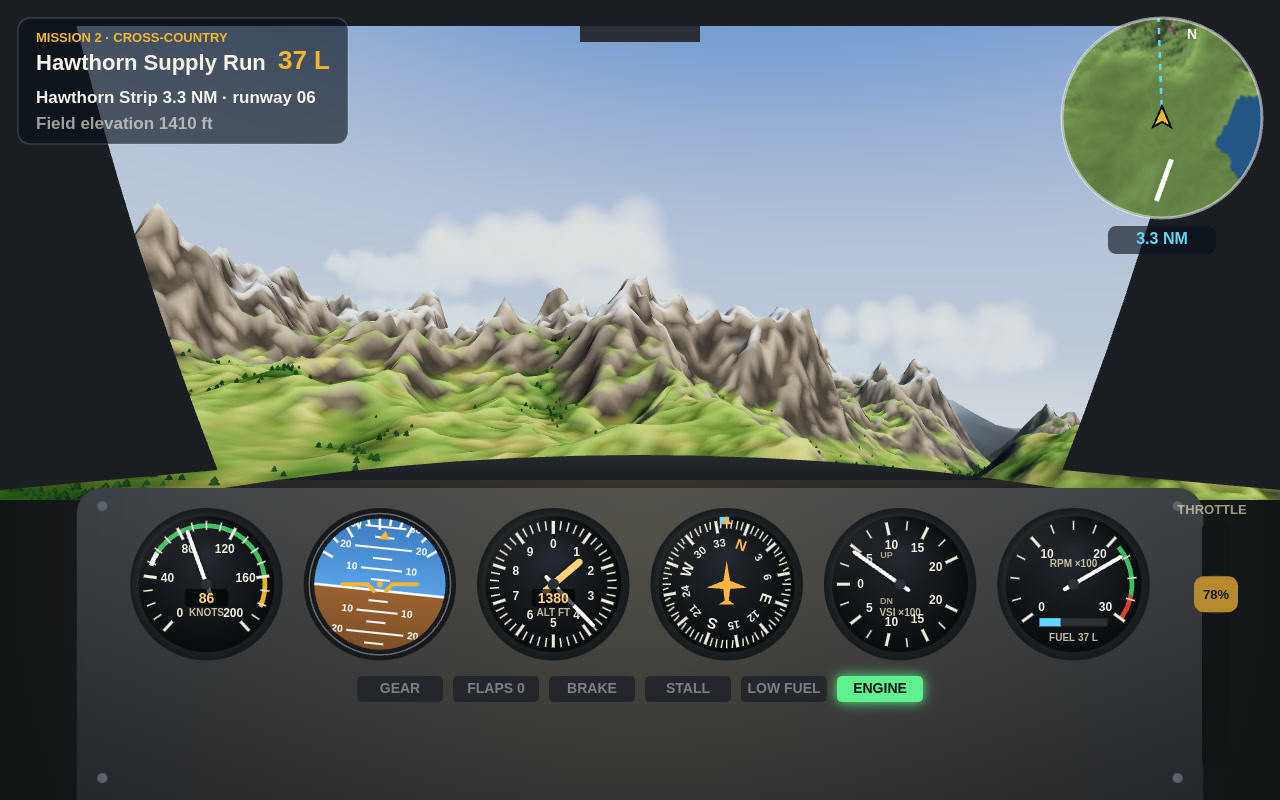 MISSION 2 · CROSS-COUNTRY
Hawthorn Supply Run 37 L
Hawthorn Strip 3.3 NM · runway 06
Field elevation 1410 ft
N
3.3 NM
THROTTLE
78%
0 40 80 120 160 200
86
KNOTS
20 20
10 10
10 10
20 20
0 1 2 3 4 5 6 7 8 9
1380
ALT FT
N 3 6 E 12 15 S 21 24 W 30 33
0 5 10 15 20
UP
DN
VSI ×100
5 10 15 20
0 10 20 30
RPM ×100
FUEL 37 L
GEAR
FLAPS 0
BRAKE
STALL
LOW FUEL
ENGINE